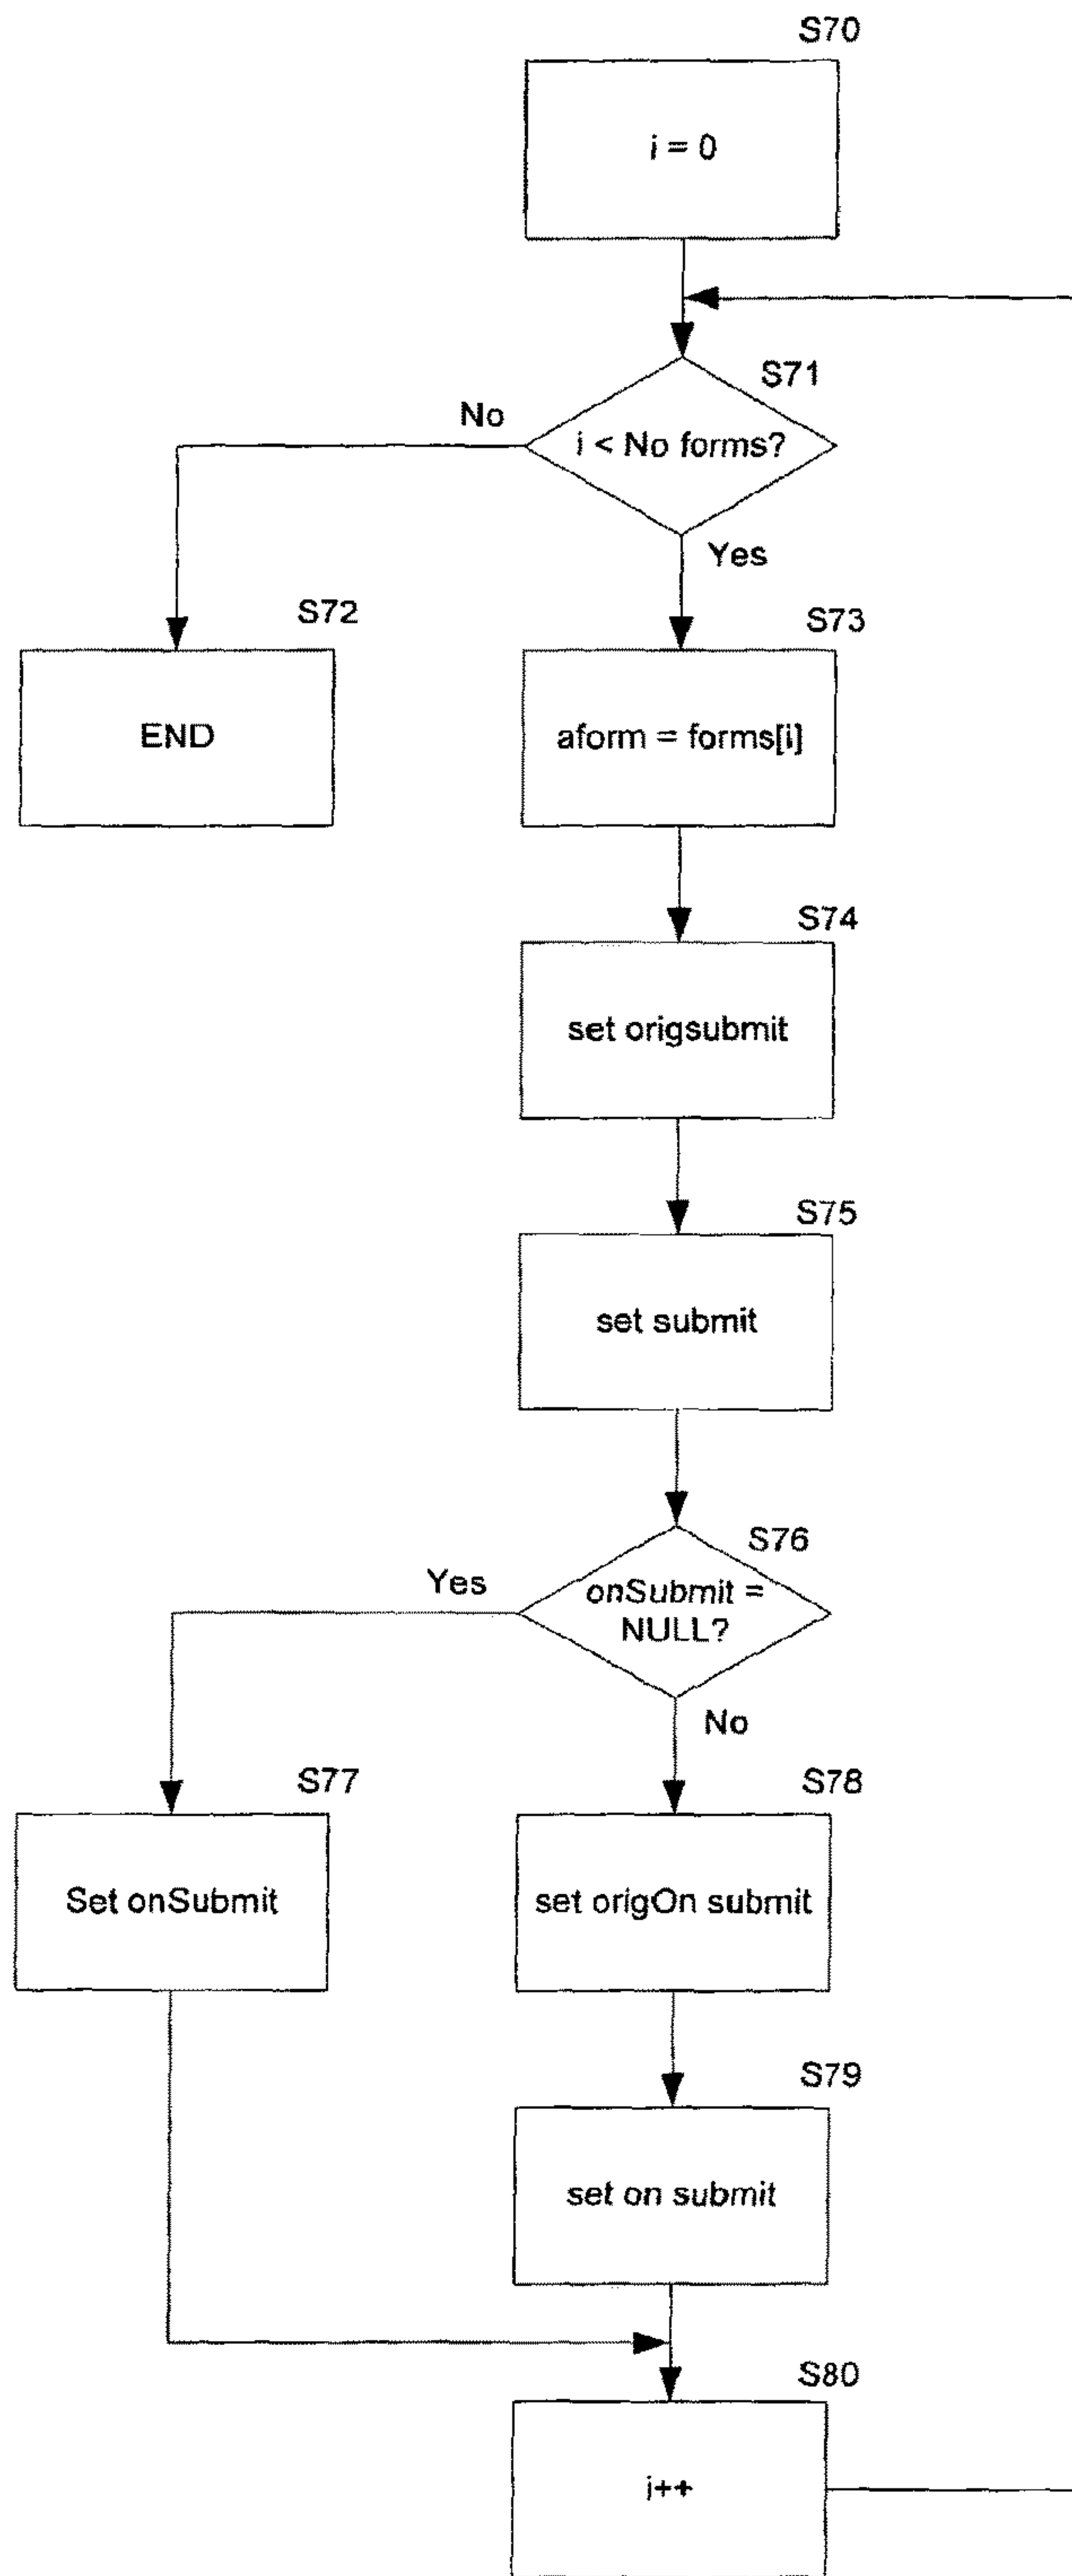 S70
i = 0
S71
No
i < No forms?
Yes
S72
S73
END
aform = forms[i]
S74
set origsubmit
S75
set submit
S76
Yes
onSubmit =
NULL?
No
S77
S78
Set onSubmit
set origOn submit
S79
set on submit
S80
i++